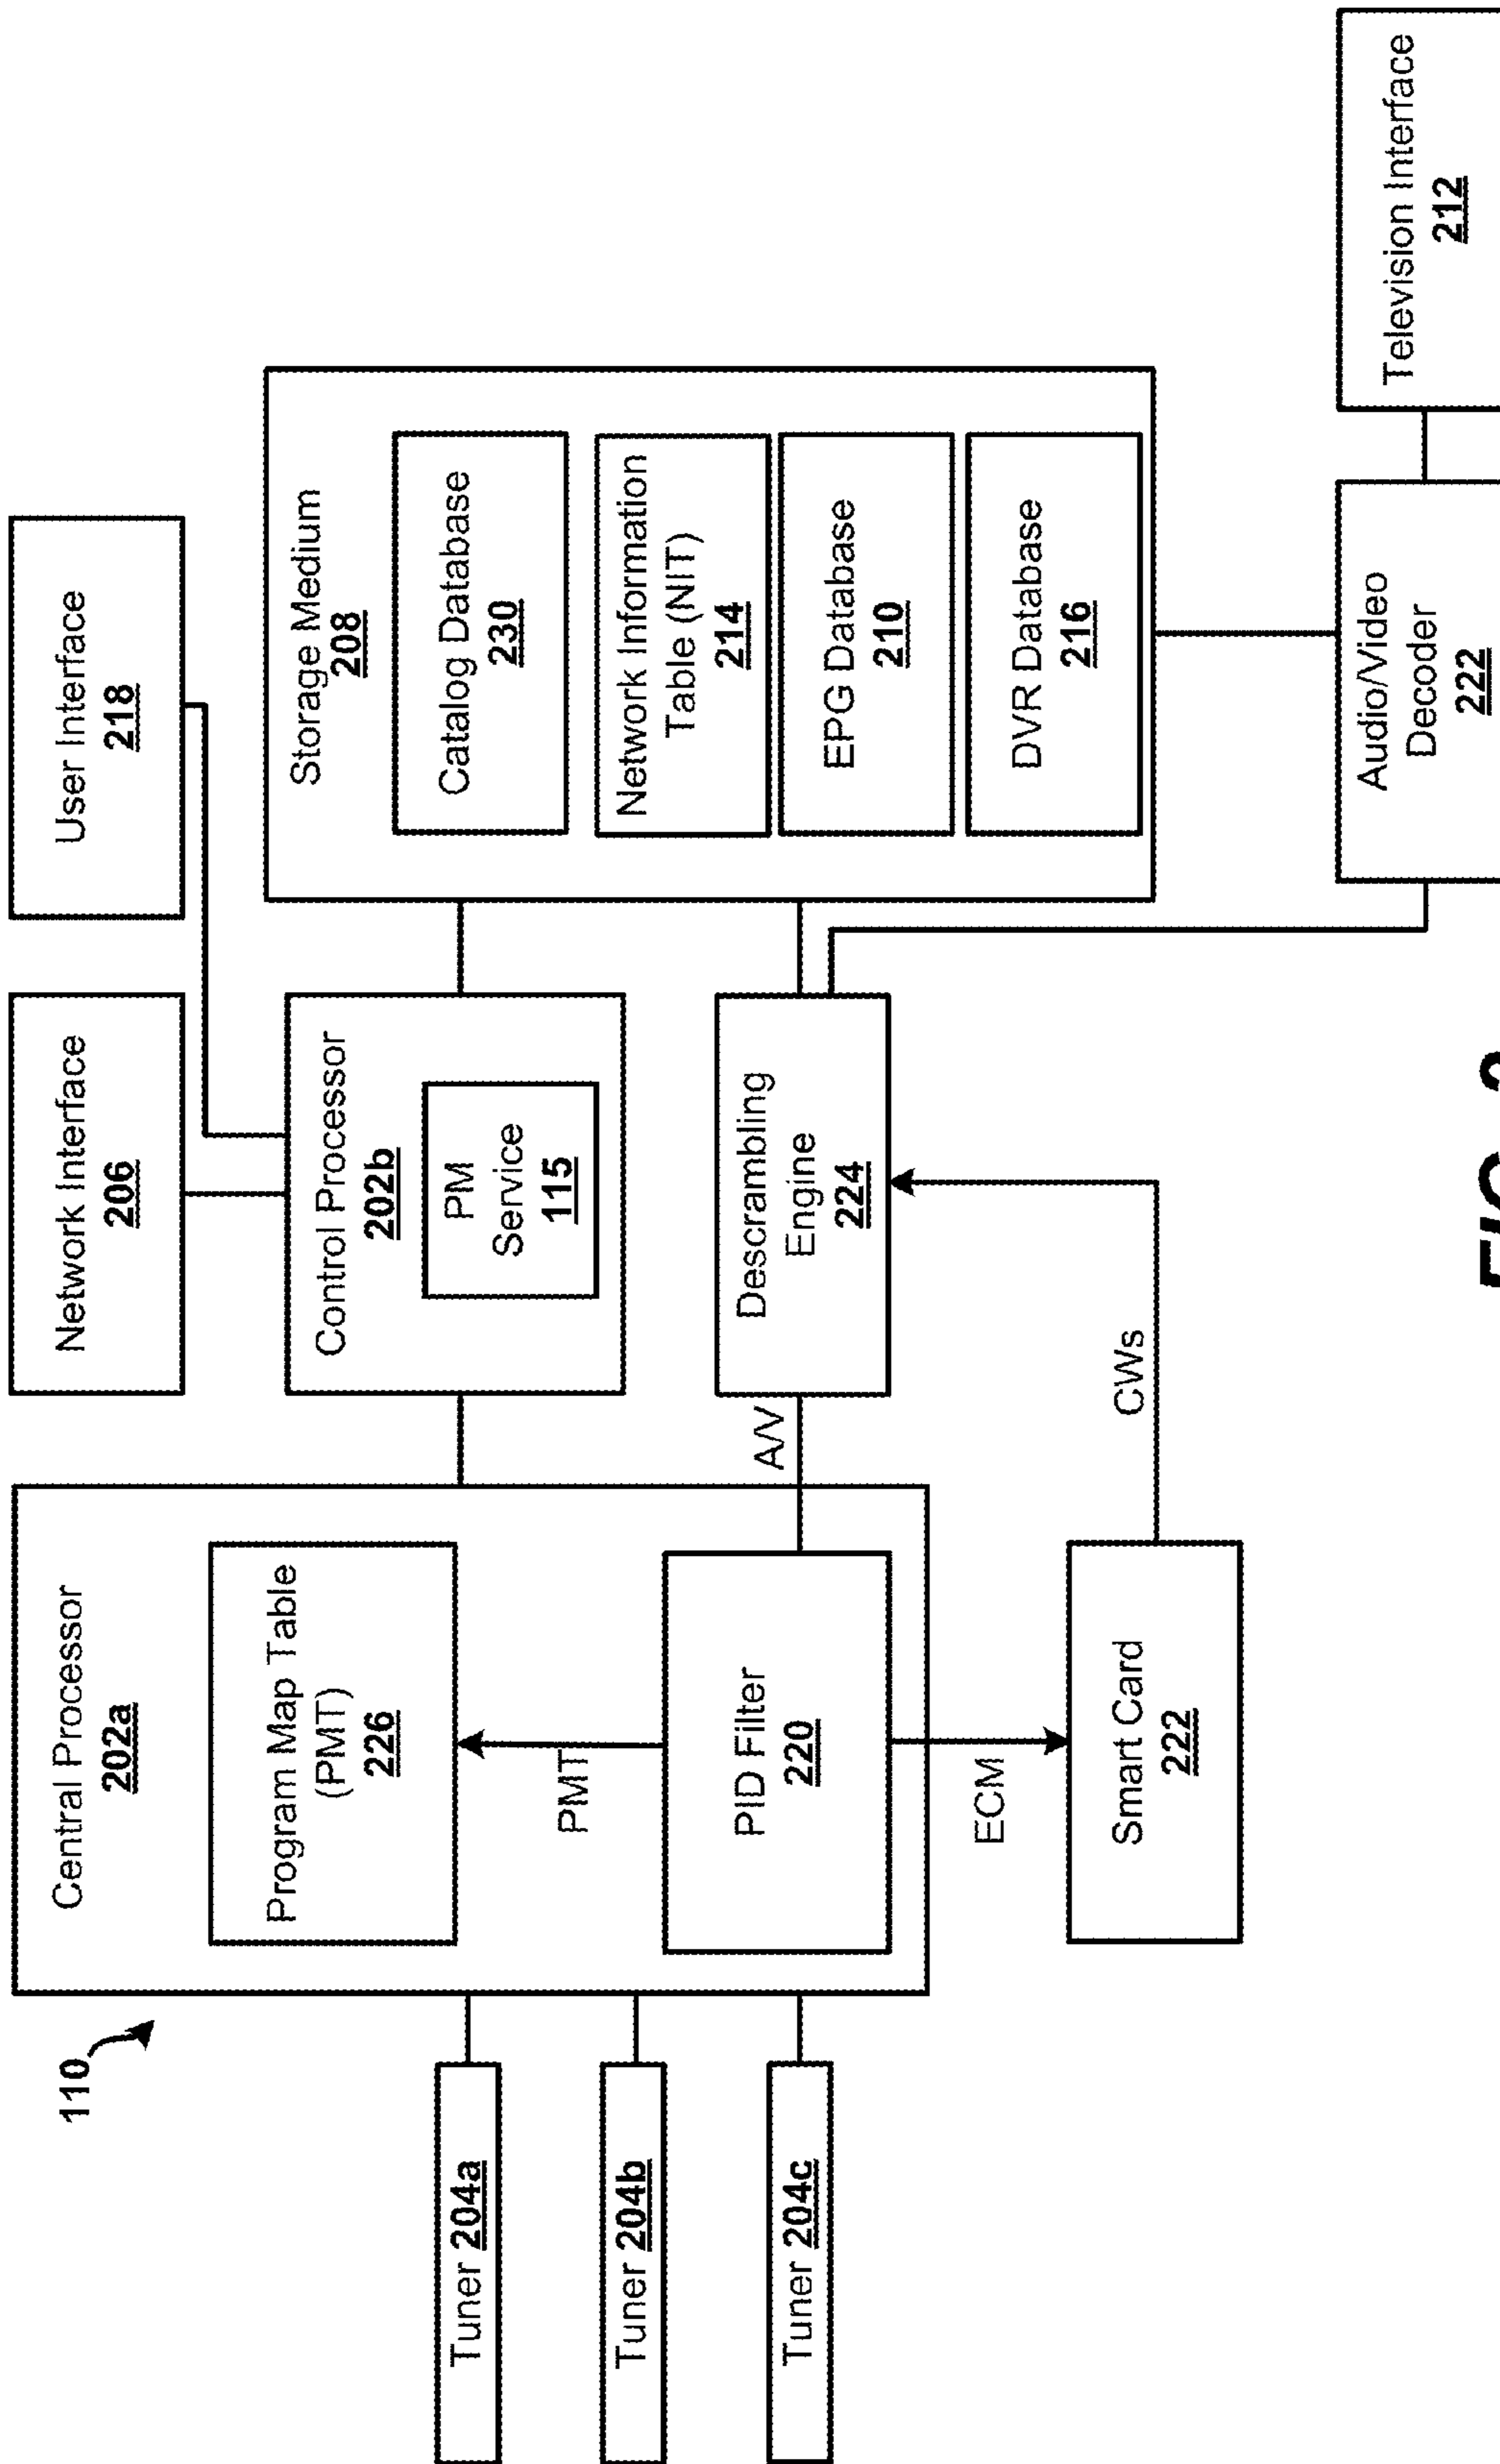 110
Tuner 204a
Tuner 204b
Tuner 204c
Central Processor
202a
Program Map Table
(PMT)
226
PMT
PID Filter
220
ECM
Smart Card
222
A/V
CWs
Network Interface
206
User Interface
218
Control Processor
202b
PM
Service
115
Descrambling
Engine
224
Storage Medium
208
Catalog Database
230
Network Information
Table (NIT)
214
EPG Database
210
DVR Database
216
Audio/Video
Decoder
222
Television Interface
212
FIG.